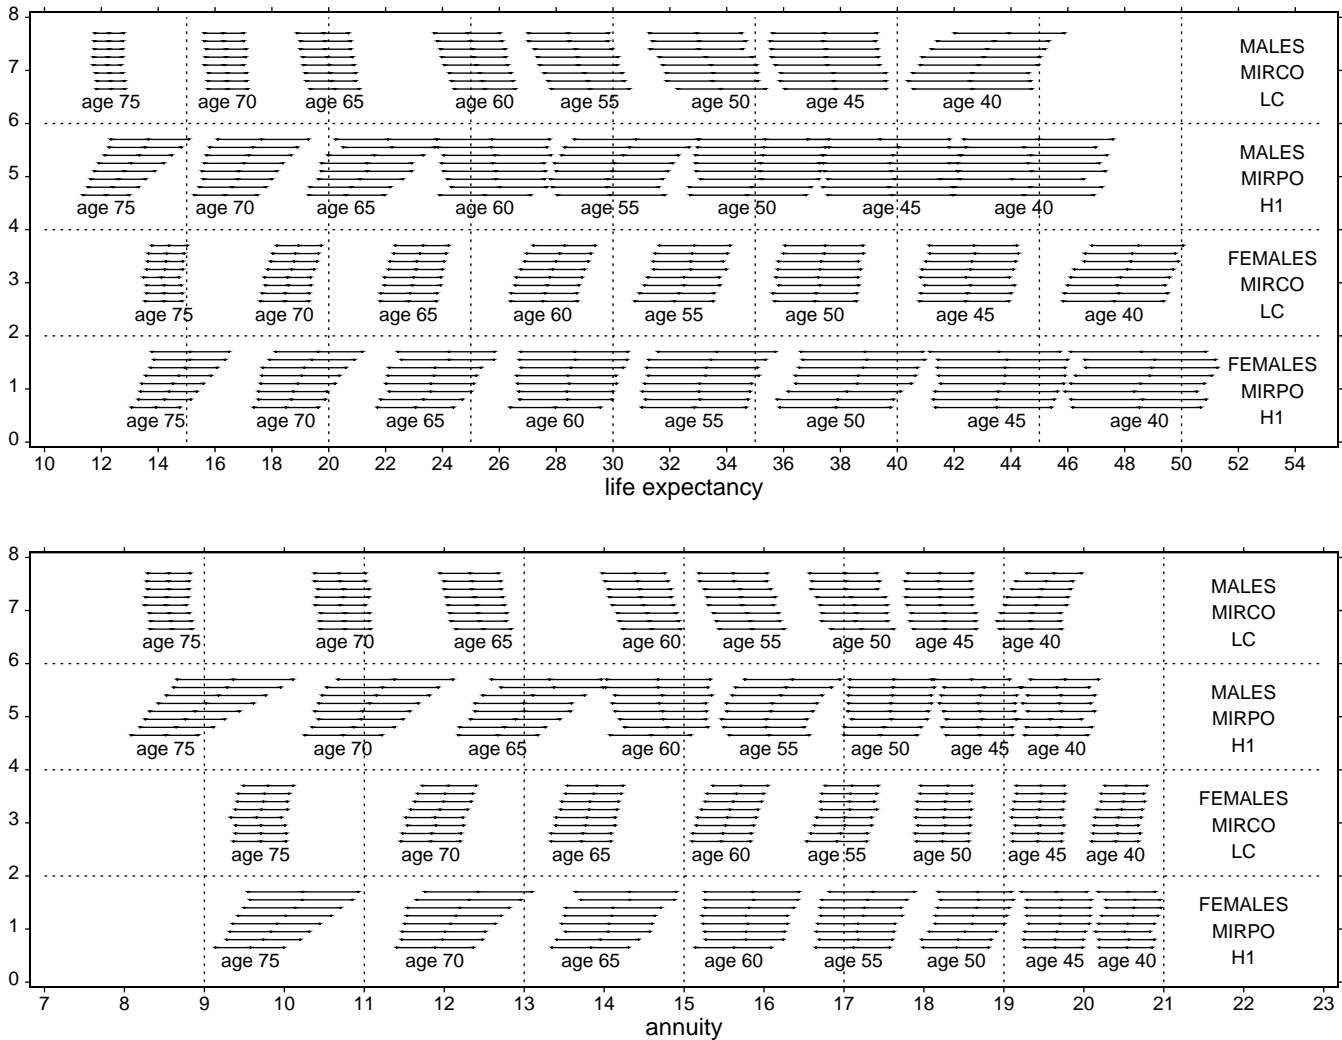 8
MALES
7
MIRCO
age 75 age 70 age 65 age 60 age 55 age 50 age 45 age 40
LC
6
MALES
5
MIRPO
age 75 age 70 age 65 age 60 age 55 age 50 age 45 age 40
H1
4
FEMALES
3
MIRCO
age 75 age 70 age 65 age 60 age 55 age 50 age 45 age 40
LC
2
FEMALES
1
MIRPO
age 75 age 70 age 65 age 60 age 55 age 50 age 45 age 40
H1
0
10 12 14 16 18 20 22 24 26 28 30 32 34 36 38 40 42 44 46 48 50 52 54
life expectancy
8
MALES
7
MIRCO
age 75 age 70 age 65 age 60 age 55 age 50 age 45 age 40
LC
6
MALES
5
MIRPO
age 75 age 70 age 65 age 60 age 55 age 50 age 45 age 40
H1
4
FEMALES
3
MIRCO
age 75 age 70 age 65 age 60 age 55 age 50 age 45 age 40
LC
2
FEMALES
1
MIRPO
age 75 age 70 age 65 age 60 age 55 age 50 age 45 age 40
H1
0
7 8 9 10 11 12 13 14 15 16 17 18 19 20 21 22 23
annuity